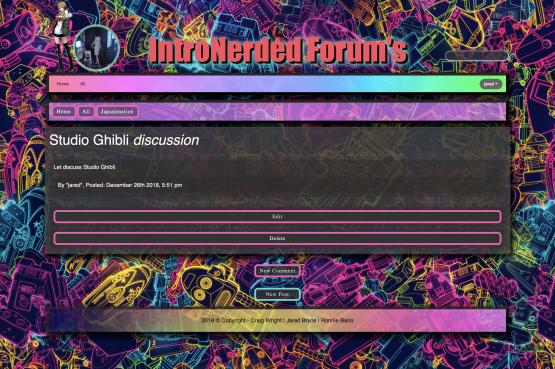 IntroNerded Forum's
Home All jared
Home All Japanimation
Studio Ghibli discussion
Let discuss Studio Ghibli
By "jared", Posted: December 26th 2018, 5:51 pm
Edit
Delete
New Comment
New Post
2018 © Copyright - Craig Wright | Jared Bryce | Ronnie Bario